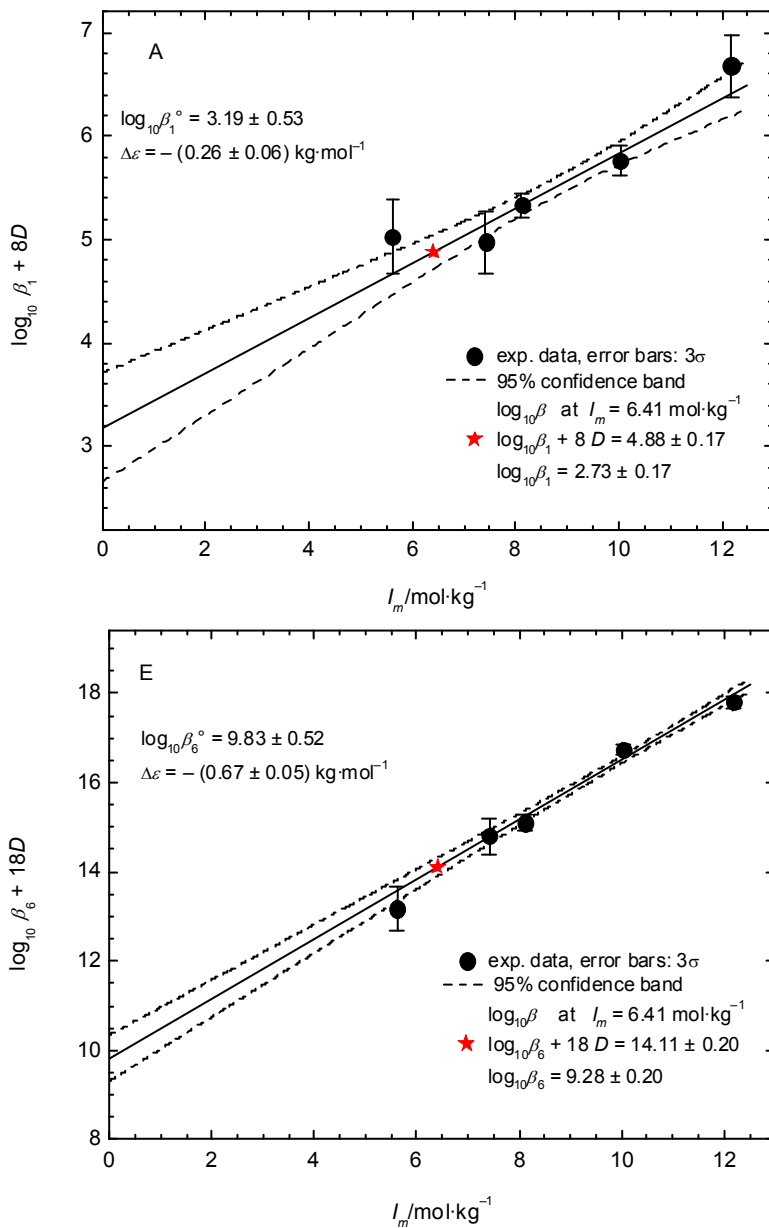 A
log₁₀β₁° = 3.19 ± 0.53
Δε = – (0.26 ± 0.06) kg·mol⁻¹
log₁₀ β₁ + 8D
7
6
5
4
3
exp. data, error bars: 3σ
95% confidence band
log₁₀β at Iₘ = 6.41 mol·kg⁻¹
log₁₀β₁ + 8 D = 4.88 ± 0.17
log₁₀β₁ = 2.73 ± 0.17
0 2 4 6 8 10 12
Iₘ/mol·kg⁻¹
E
log₁₀β₆° = 9.83 ± 0.52
Δε = – (0.67 ± 0.05) kg·mol⁻¹
log₁₀ β₆ + 18D
18
16
14
12
10
8
exp. data, error bars: 3σ
95% confidence band
log₁₀β at Iₘ = 6.41 mol·kg⁻¹
log₁₀β₆ + 18 D = 14.11 ± 0.20
log₁₀β₆ = 9.28 ± 0.20
0 2 4 6 8 10 12
Iₘ/mol·kg⁻¹